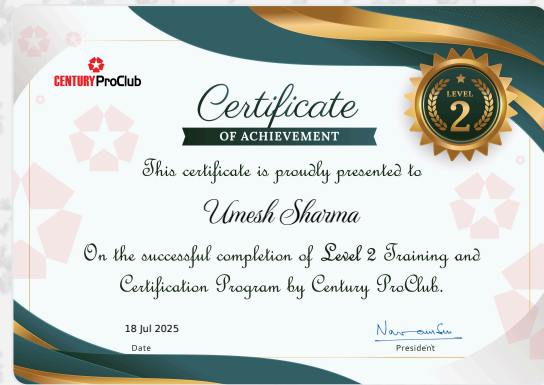 CENTURY ProClub
Certificate
OF ACHIEVEMENT
LEVEL
2
This certificate is proudly presented to
Umesh Sharma
On the successful completion of Level 2 Training and
Certification Program by Century ProClub.
18 Jul 2025
Date
President